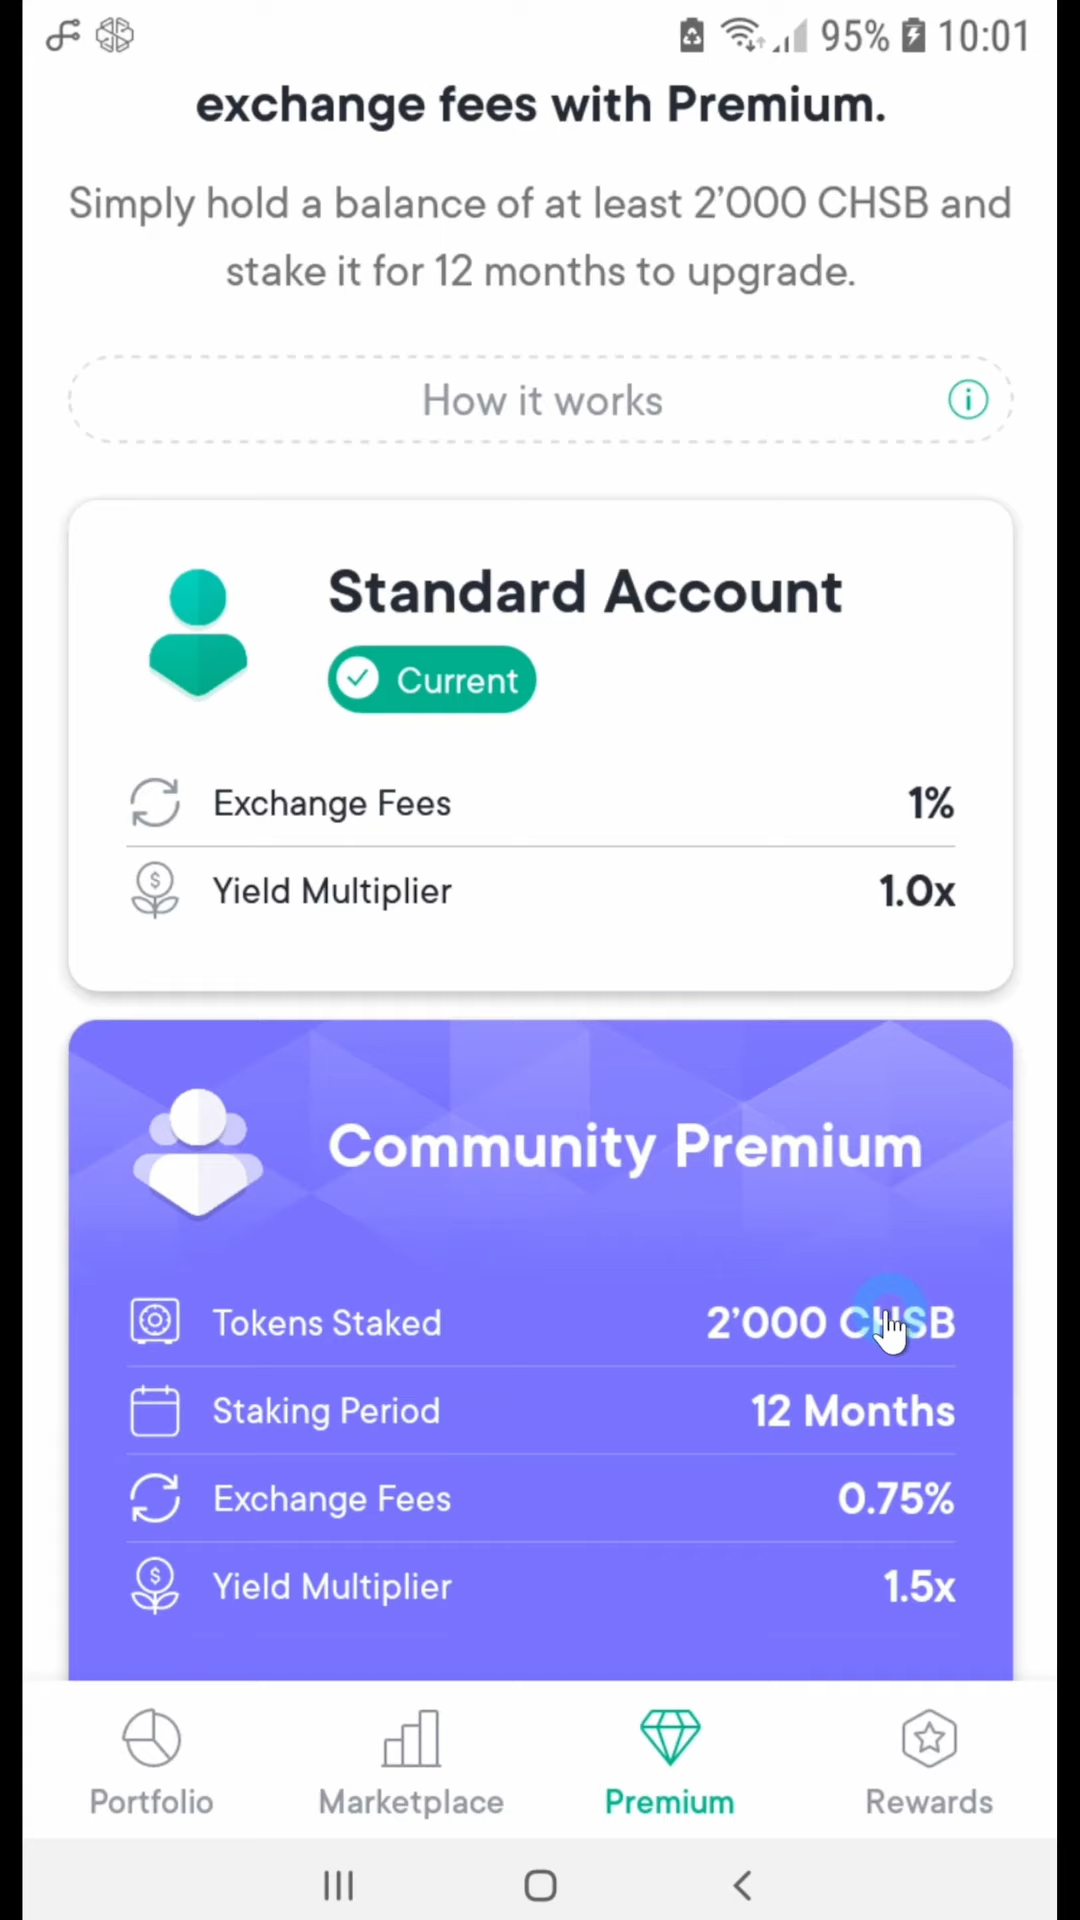 95% 10:01
exchange fees with Premium.
Simply hold a balance of at least 2’000 CHSB and
stake it for 12 months to upgrade.
How it works
Standard Account
Current
Exchange Fees 1%
Yield Multiplier 1.0x
Community Premium
Tokens Staked 2’000 CHSB
Staking Period 12 Months
Exchange Fees 0.75%
Yield Multiplier 1.5x
Portfolio Marketplace Premium Rewards